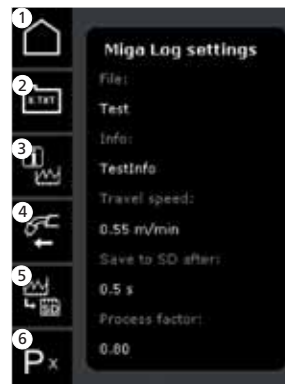 1
2
X.TXT
3
4
5
SD
6
Px
Miga Log settings
File:
Test
Info:
TestInfo
Travel speed:
0.55 m/min
Save to SD after:
0.5 s
Process factor:
0.80